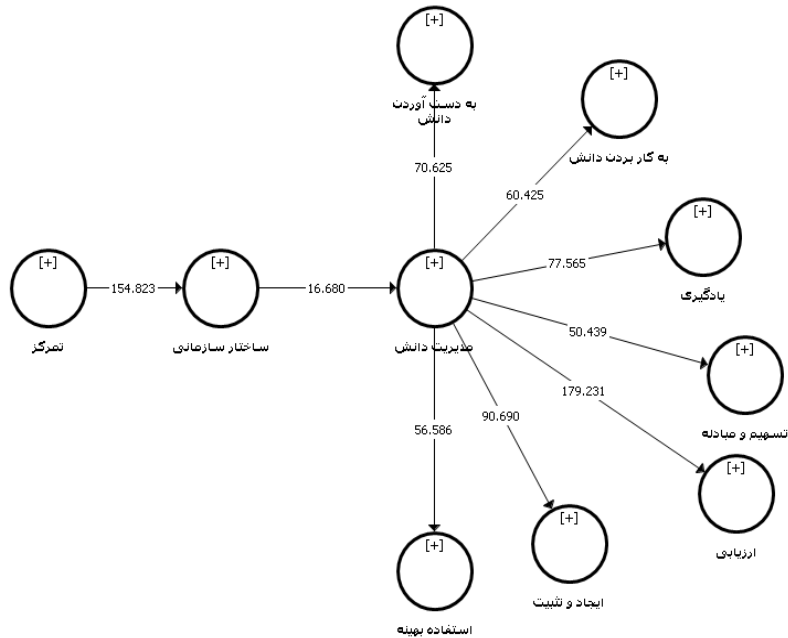 [+]
به دست آوردن
دانش
[+]
به کار بردن دانش
70.625
60.425
[+]
یادگیری
77.565
[+]
تمرکز
154.823
[+]
ساختار سازمانی
16.680
[+]
مدیریت دانش
50.439
[+]
تسهیم و مبادله
179.231
90.690
56.586
[+]
ارزیابی
[+]
ایجاد و تثبیت
[+]
استفاده بهینه